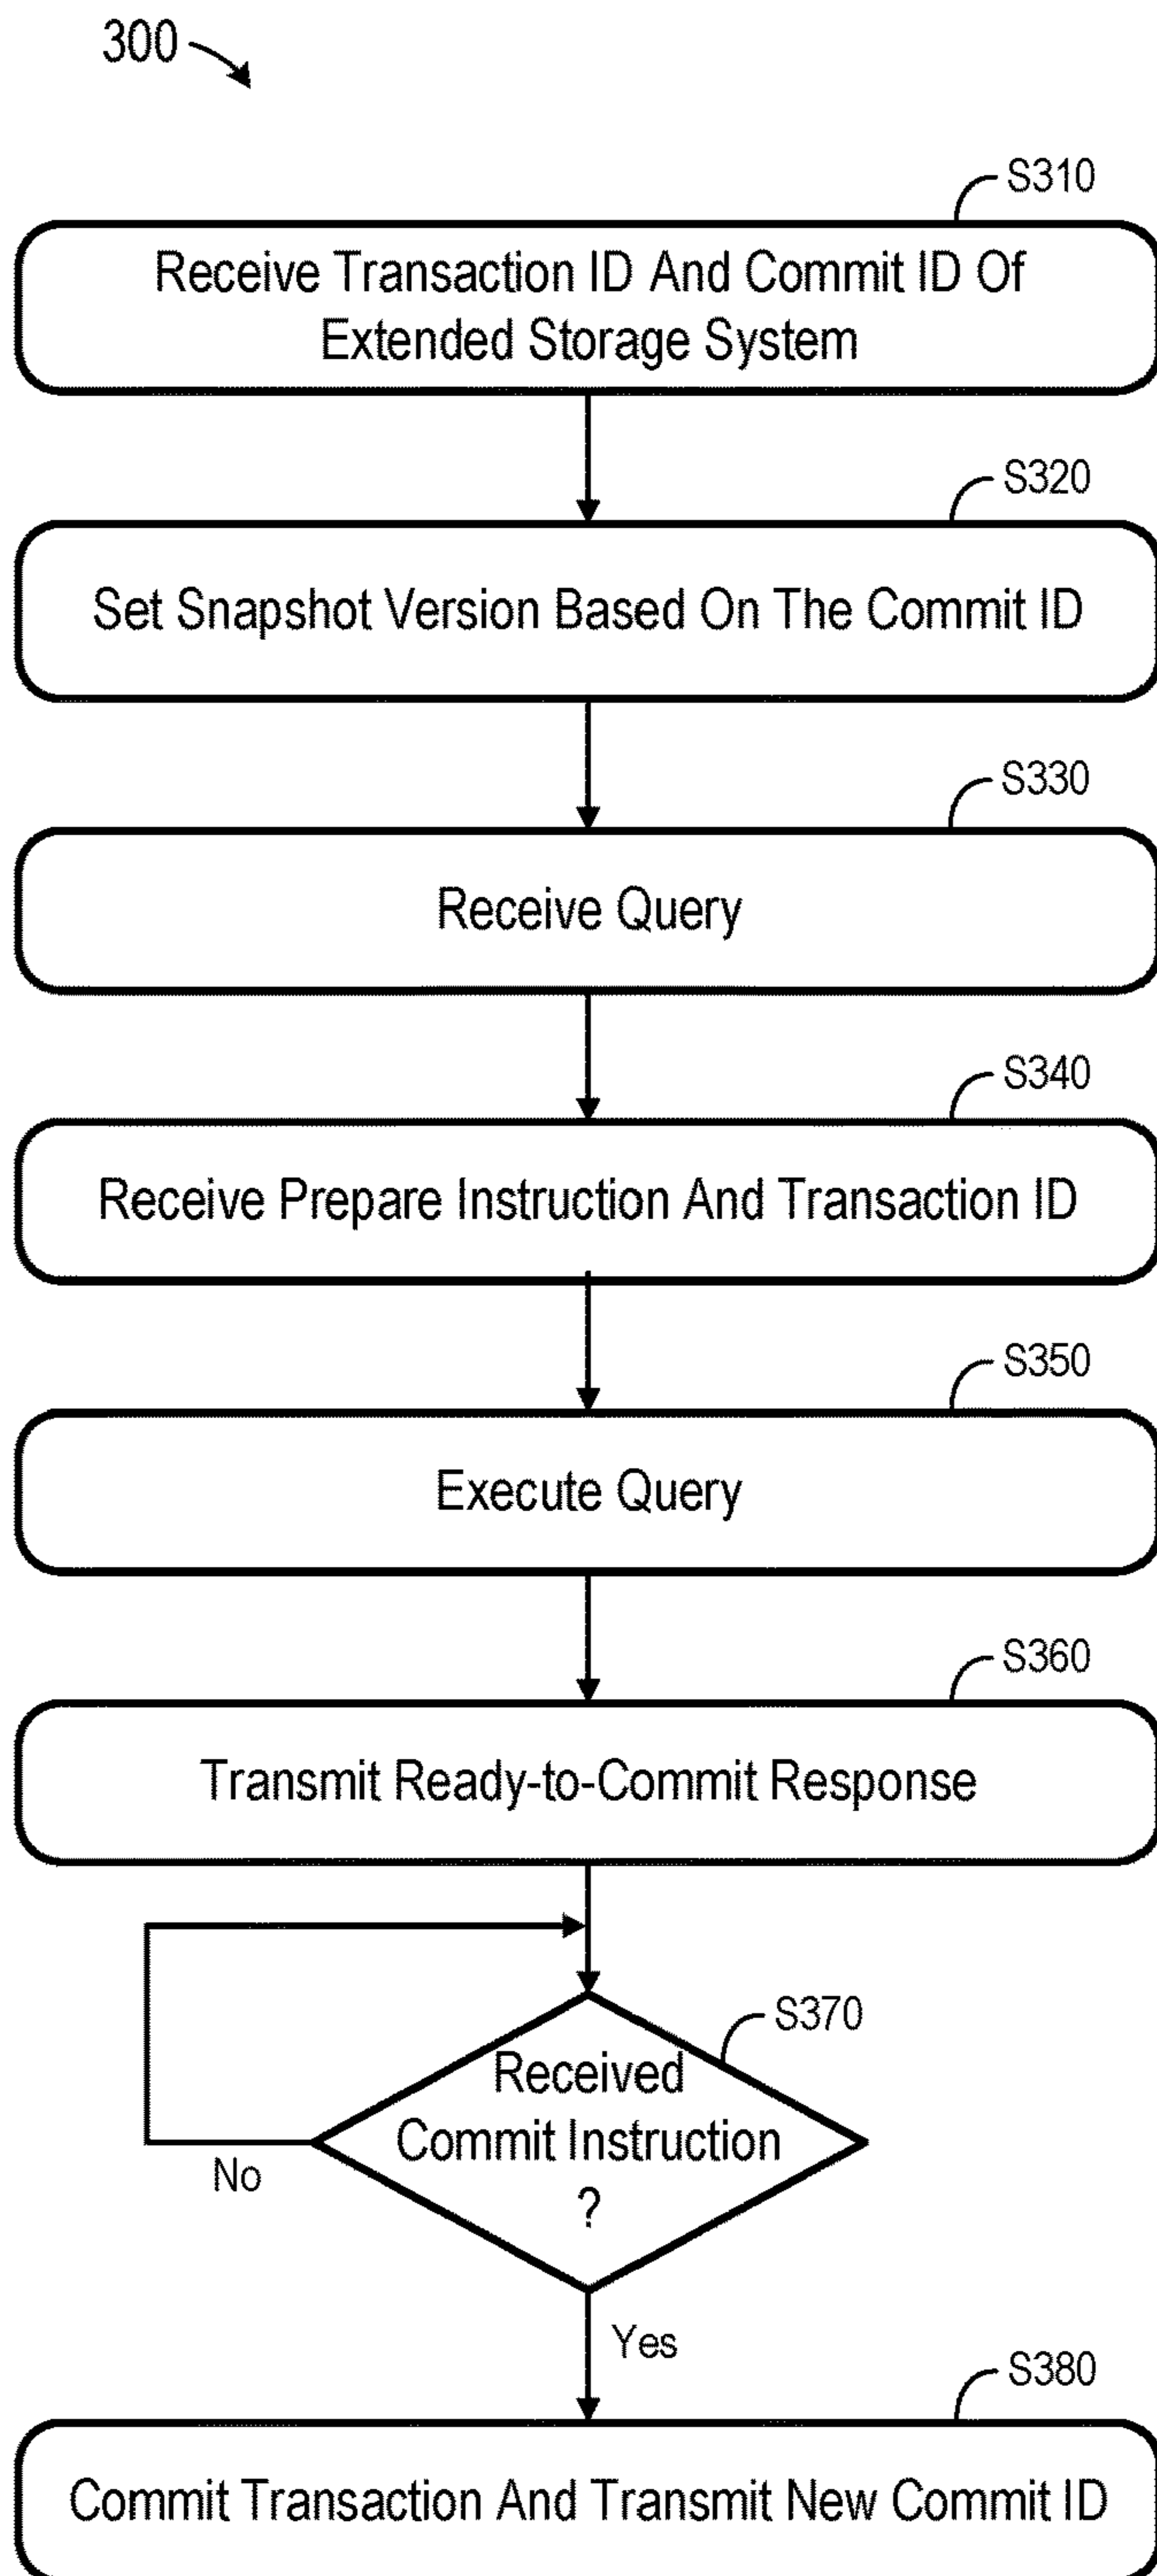 300
S310
Receive Transaction ID And Commit ID Of
Extended Storage System
S320
Set Snapshot Version Based On The Commit ID
S330
Receive Query
S340
Receive Prepare Instruction And Transaction ID
S350
Execute Query
S360
Transmit Ready-to-Commit Response
S370
Received
Commit Instruction
?
No
Yes
S380
Commit Transaction And Transmit New Commit ID